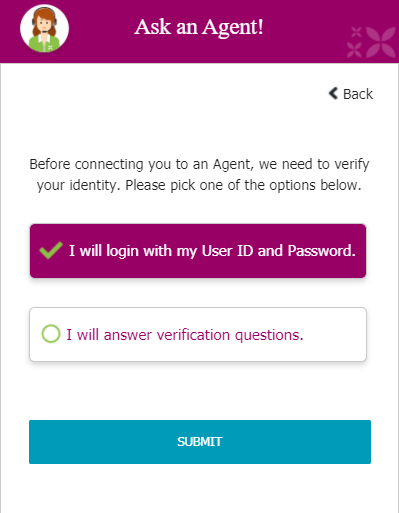 Ask an Agent!
Back
Before connecting you to an Agent, we need to verify
your identity. Please pick one of the options below.
I will login with my User ID and Password.
I will answer verification questions.
SUBMIT